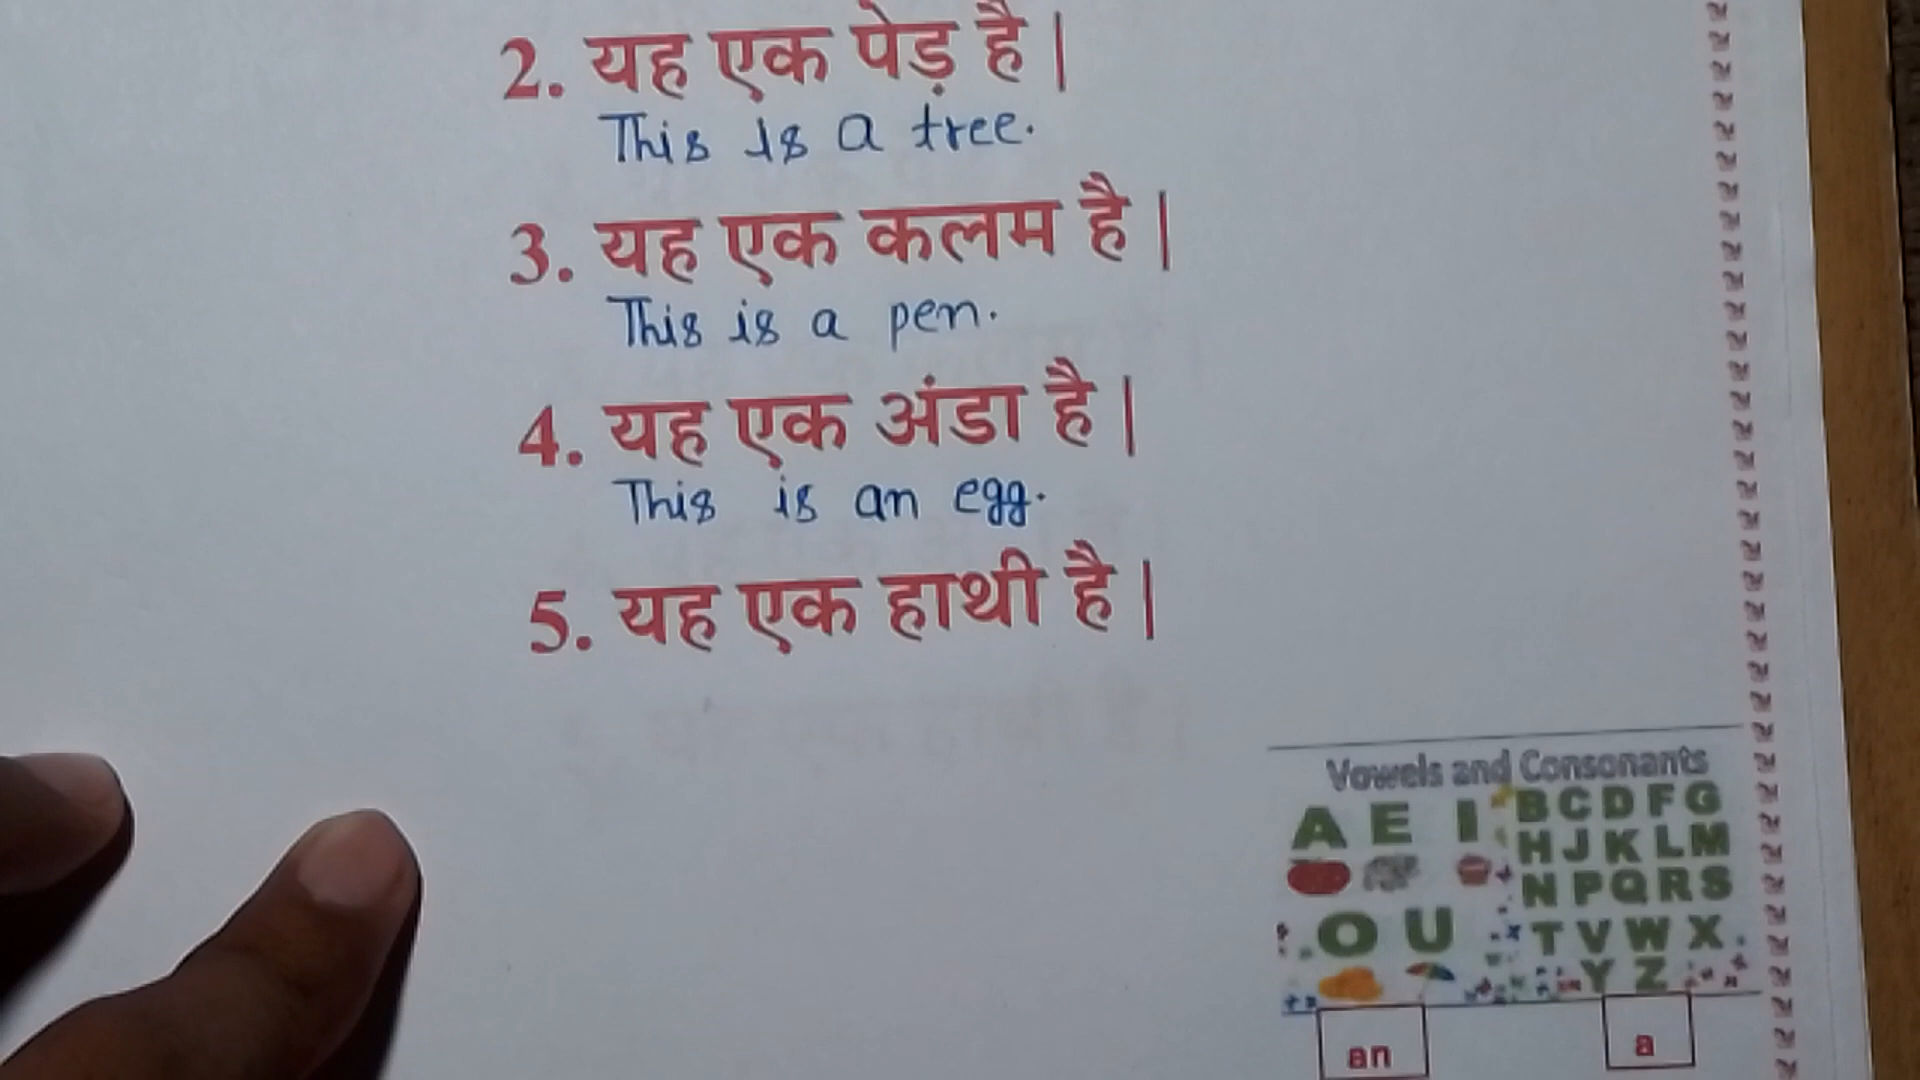 2. यह एक पेड़ है |
This is a tree.
3. यह एक कलम है |
This is a pen.
4. यह एक अंडा है |
This is an egg.
5. यह एक हाथी है |
Vowels and Consonants
A E I B C D F G
H J K L M
N P Q R S
O U T V W X
Y Z
an a